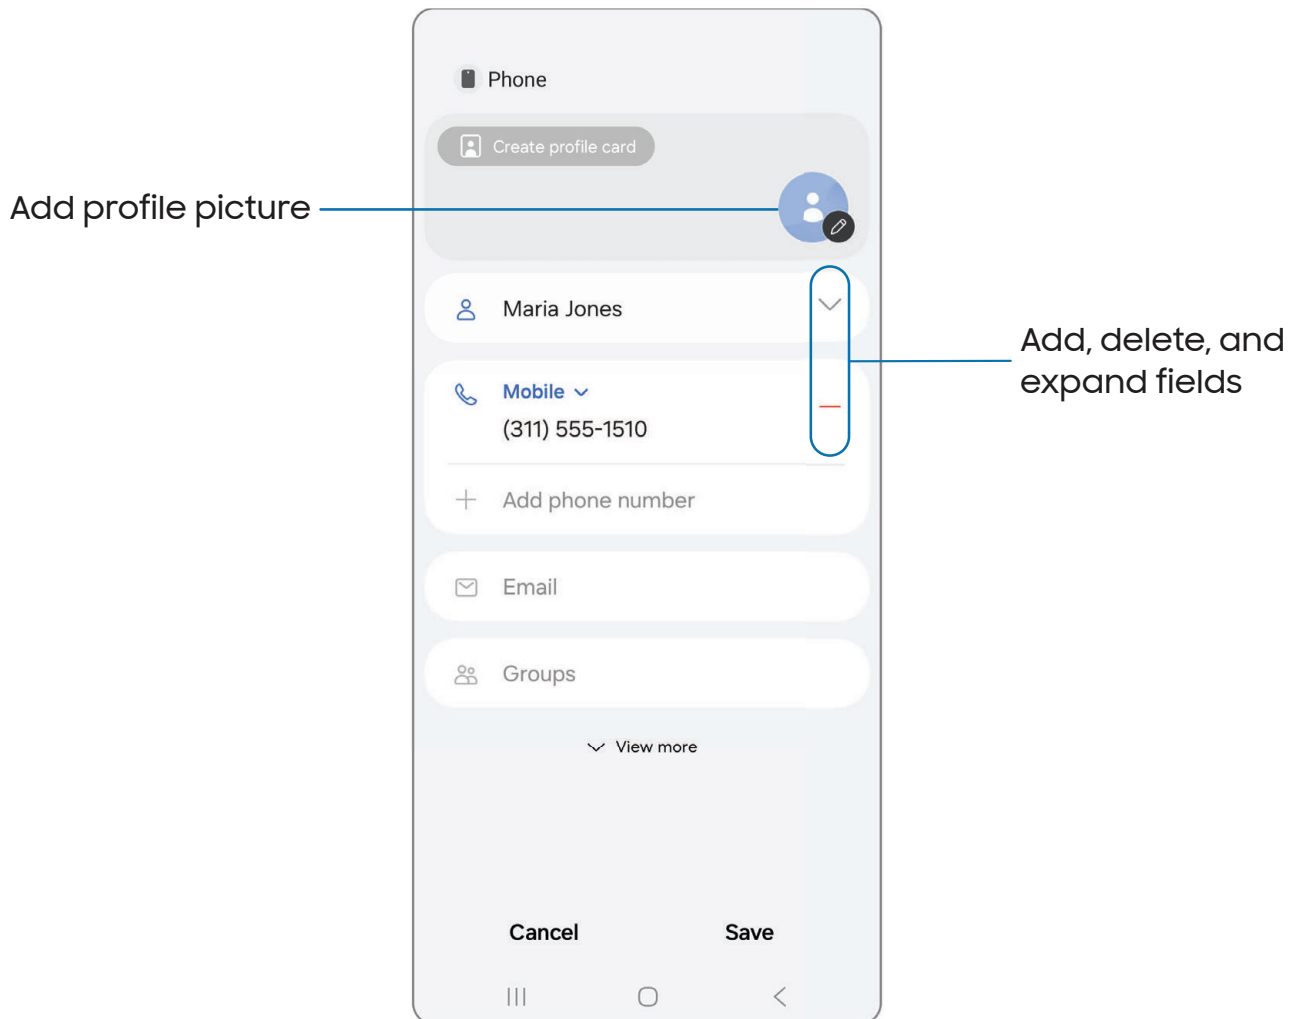 Phone
Create profile card
Add profile picture
Maria Jones
Add, delete, and
expand fields
Mobile
(311) 555-1510
Add phone number
Email
Groups
View more
Cancel
Save